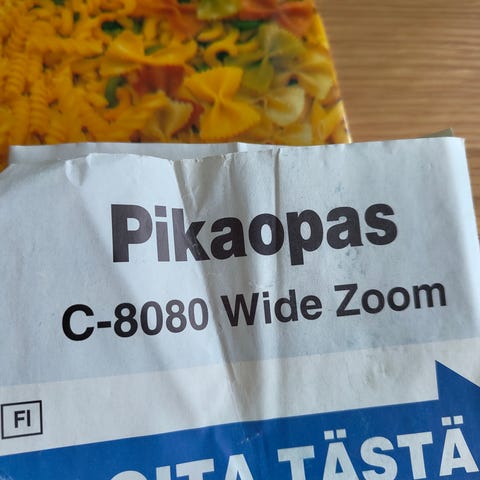 Pikaopas
C-8080 Wide Zoom
FI
TÄSTÄ